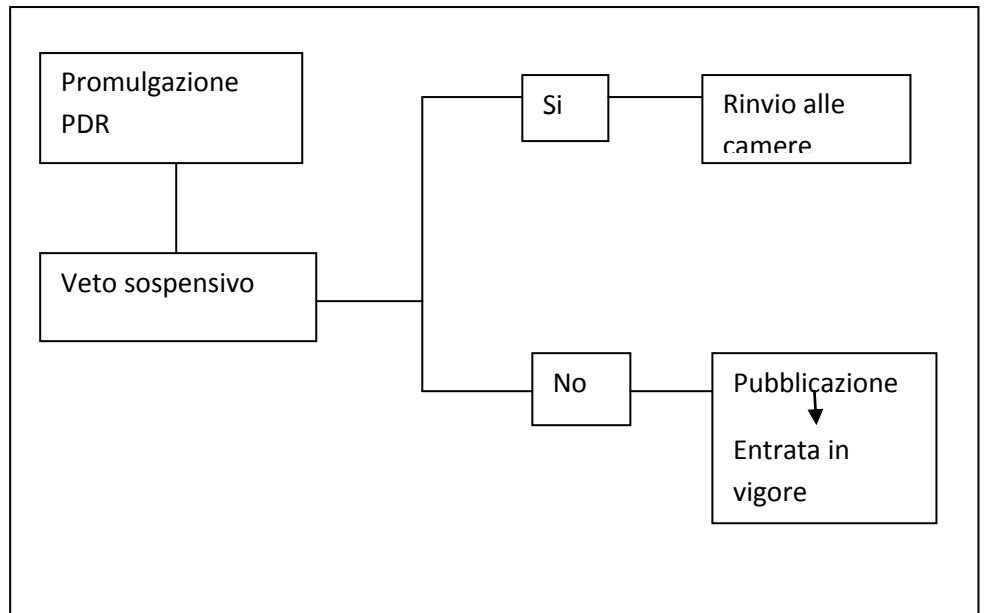 Promulgazione
PDR
Si
Rinvio alle
camere
Veto sospensivo
No
Pubblicazione
Entrata in
vigore